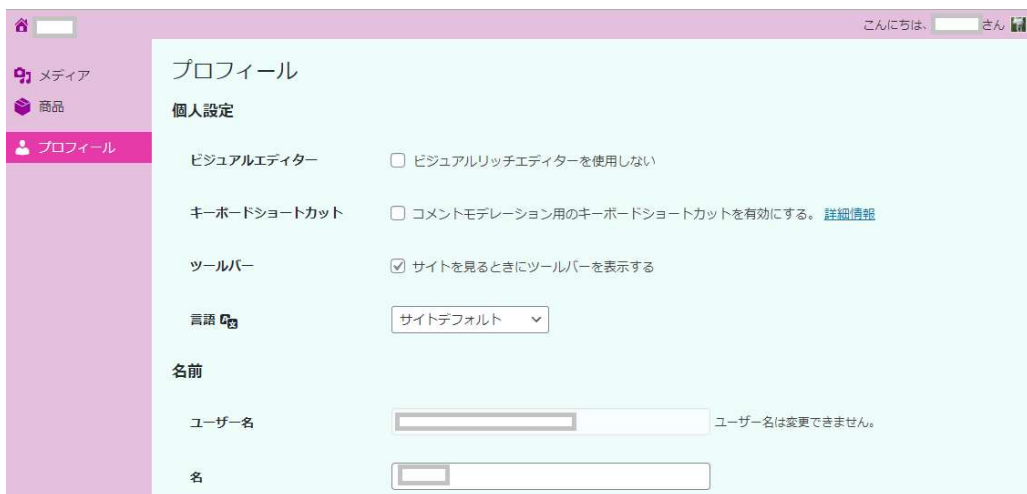 こんにちは、 さん
メディア
商品
プロフィール
プロフィール
個人設定
ビジュアルエディター
ビジュアルリッチエディターを使用しない
キーボードショートカット
コメントモデレーション用のキーボードショートカットを有効にする。 詳細情報
ツールバー
サイトを見るときにツールバーを表示する
言語
サイトデフォルト
名前
ユーザー名
ユーザー名は変更できません。
名